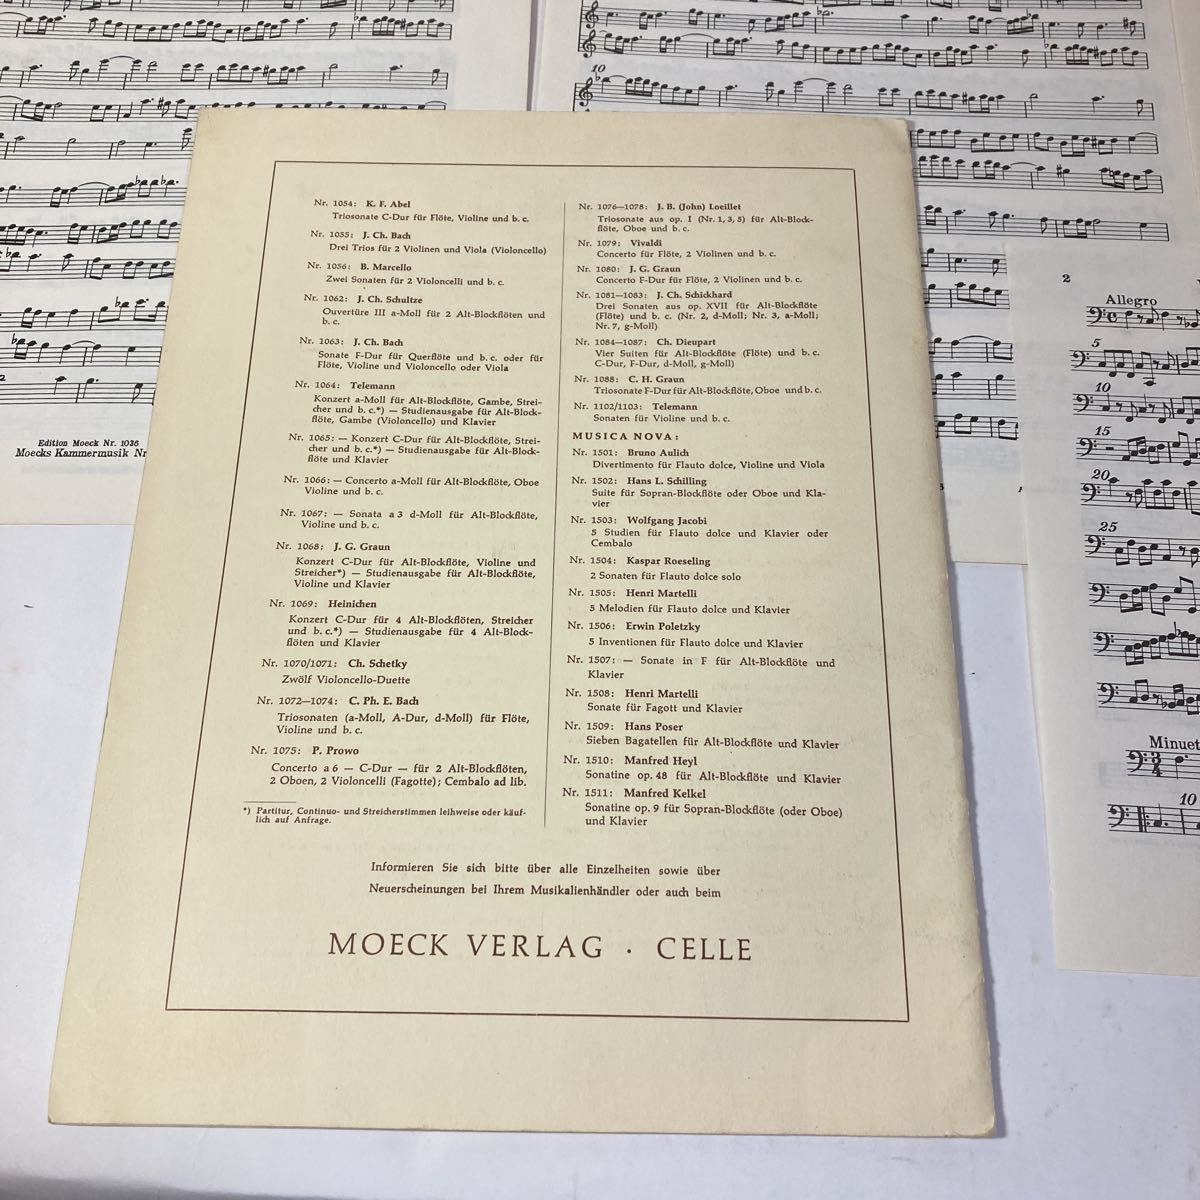 Nr. 1054: K. F. Abel
Triosonate C-Dur für Flöte, Violine und b. c.
Nr. 1055: J. Ch. Bach
Drei Trios für 2 Violinen und Viola (Violoncello)
Nr. 1056: B. Marcello
Zwei Sonaten für 2 Violoncelli und b. c.
Nr. 1062: J. Ch. Schultze
Ouvertüre III a-Moll für 2 Alt-Blockflöten und
b. c.
Nr. 1063: J. Ch. Bach
Sonate F-Dur für Querflöte und b. c. oder für
Flöte, Violine und Violoncello oder Viola
Nr. 1064: Telemann
Konzert a-Moll für Alt-Blockflöte, Gambe, Strei-
cher und b. c.*) — Studienausgabe für Alt-Block-
flöte, Gambe (Violoncello) und Klavier
Nr. 1065: — Konzert C-Dur für Alt-Blockflöte, Strei-
cher und b. c.*) — Studienausgabe für Alt-Block-
flöte und Klavier
Nr. 1066: — Concerto a-Moll für Alt-Blockflöte, Oboe
Violine und b. c.
Nr. 1067: — Sonata a 3 d-Moll für Alt-Blockflöte,
Violine und b. c.
Nr. 1068: J. G. Graun
Konzert C-Dur für Alt-Blockflöte, Violine und
Streicher*) — Studienausgabe für Alt-Blockflöte,
Violine und Klavier
Nr. 1069: Heinichen
Konzert C-Dur für 4 Alt-Blockflöten, Streicher
und b. c.*) — Studienausgabe für 4 Alt-Block-
flöten und Klavier
Nr. 1070/1071: Ch. Schetky
Zwölf Violoncello-Duette
Nr. 1072—1074: C. Ph. E. Bach
Triosonaten (a-Moll, A-Dur, d-Moll) für Flöte,
Violine und b. c.
Nr. 1075: P. Prowo
Concerto a 6 — C-Dur — für 2 Alt-Blockflöten,
2 Oboen, 2 Violoncelli (Fagotte); Cembalo ad lib.
*) Partitur, Continuo- und Streicherstimmen leihweise oder käuf-
lich auf Anfrage.
Nr. 1076—1078: J. B. (John) Loeillet
Triosonate aus op. I (Nr. 1, 3, 5) für Alt-Block-
flöte, Oboe und b. c.
Nr. 1079: Vivaldi
Concerto für Flöte, 2 Violinen und b. c.
Nr. 1080: J. G. Graun
Concerto F-Dur für Flöte, 2 Violinen und b. c.
Nr. 1081—1083: J. Ch. Schickhard
Drei Sonaten aus op. XVII für Alt-Blockflöte
(Flöte) und b. c. (Nr. 2, d-Moll; Nr. 3, a-Moll;
Nr. 7, g-Moll)
Nr. 1084—1087: Ch. Dieupart
Vier Suiten für Alt-Blockflöte (Flöte) und b. c.
C-Dur, F-Dur, d-Moll, g-Moll)
Nr. 1088: C. H. Graun
Triosonate F-Dur für Alt-Blockflöte, Oboe und b. c.
Nr. 1102/1103: Telemann
Sonaten für Violine und b. c.
MUSICA NOVA:
Nr. 1501: Bruno Aulich
Divertimento für Flauto dolce, Violine und Viola
Nr. 1502: Hans L. Schilling
Suite für Sopran-Blockflöte oder Oboe und Kla-
vier
Nr. 1503: Wolfgang Jacobi
5 Studien für Flauto dolce und Klavier oder
Cembalo
Nr. 1504: Kaspar Roeseling
2 Sonaten für Flauto dolce solo
Nr. 1505: Henri Martelli
5 Melodien für Flauto dolce und Klavier
Nr. 1506: Erwin Poletzky
5 Inventionen für Flauto dolce und Klavier
Nr. 1507: — Sonate in F für Alt-Blockflöte und
Klavier
Nr. 1508: Henri Martelli
Sonate für Fagott und Klavier
Nr. 1509: Hans Poser
Sieben Bagatellen für Alt-Blockflöte und Klavier
Nr. 1510: Manfred Heyl
Sonatine op. 48 für Alt-Blockflöte und Klavier
Nr. 1511: Manfred Kelkel
Sonatine op. 9 für Sopran-Blockflöte (oder Oboe)
und Klavier
Informieren Sie sich bitte über alle Einzelheiten sowie über
Neuerscheinungen bei Ihrem Musikalienhändler oder auch beim
MOECK VERLAG · CELLE
Edition Moeck Nr. 1036
Moecks Kammermusik Nr
10
2
2
Allegro
5
10
15
20
25
Minuet
10